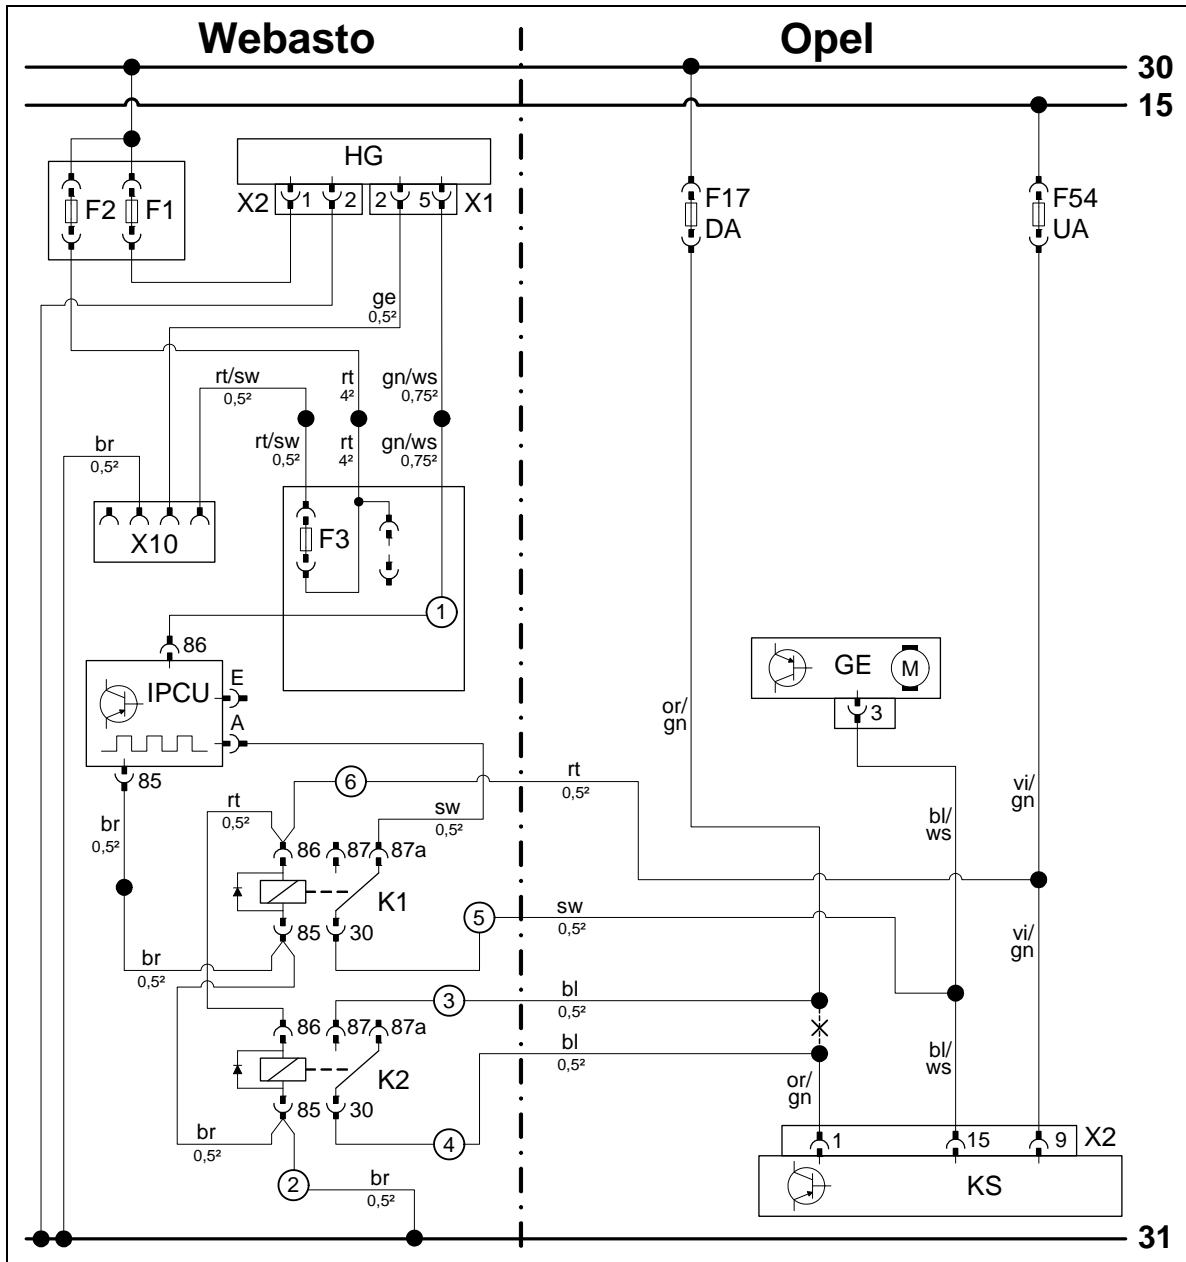 Webasto
Opel
30
15
HG
F2
F1
X2
1
2
2
5
X1
F17
DA
F54
UA
ge
0,5²
rt/sw
0,5²
rt
4²
gn/ws
0,75²
br
0,5²
rt/sw
0,5²
rt
4²
gn/ws
0,75²
X10
F3
1
86
IPCU
E
A
85
GE
M
3
or/
gn
6
rt
0,5²
vi/
gn
rt
0,5²
sw
0,5²
bl/
ws
br
0,5²
86
87
87a
K1
85
30
5
sw
0,5²
vi/
gn
br
0,5²
3
bl
0,5²
86
87
87a
bl
0,5²
bl/
ws
K2
or/
gn
85
30
br
0,5²
4
1
15
9
X2
2
br
0,5²
KS
31